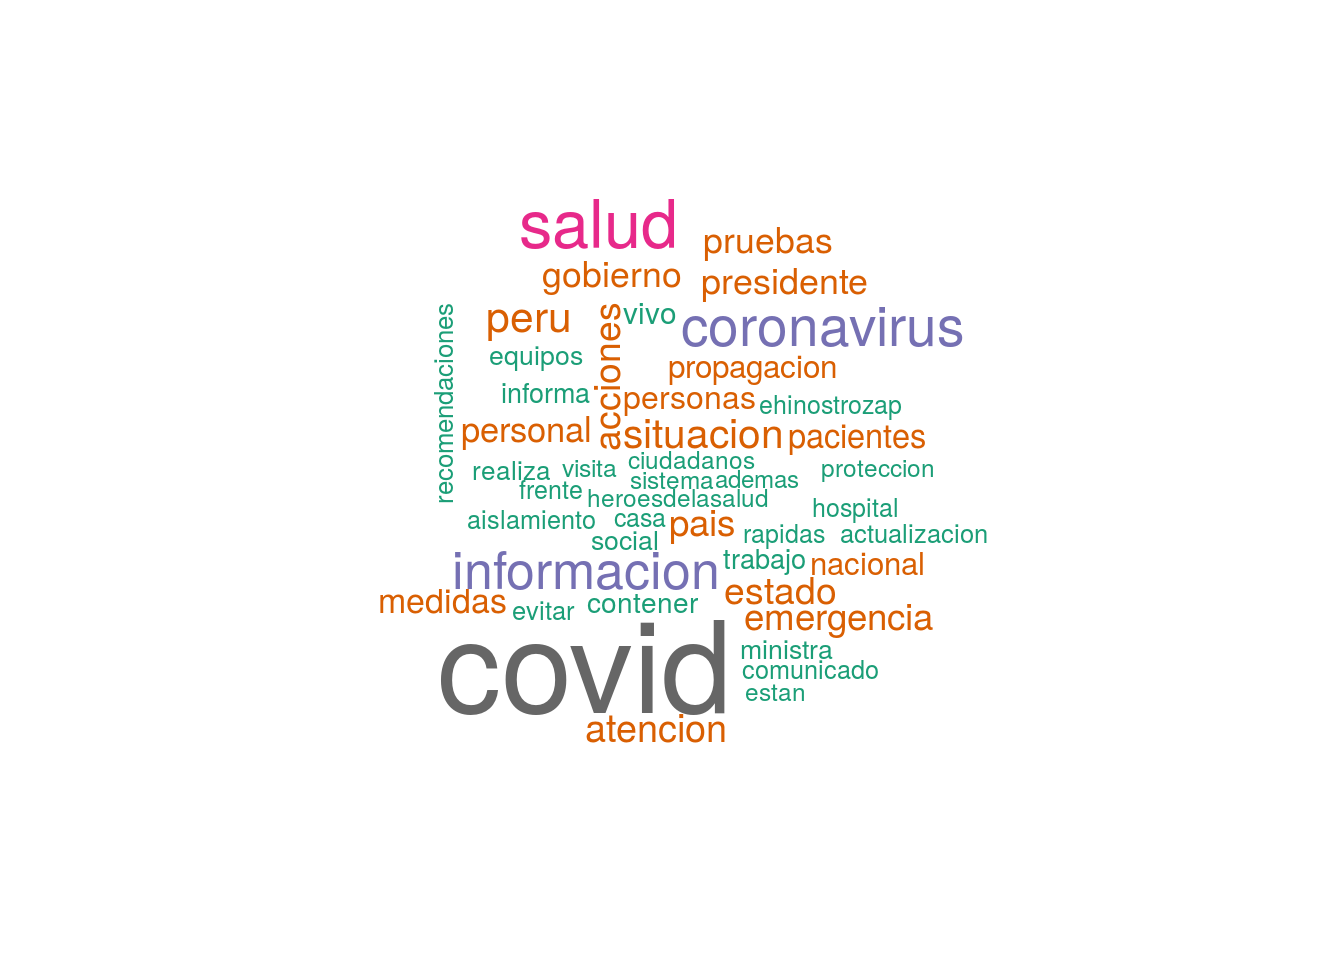 salud
pruebas
gobierno
presidente
peru
acciones
vivo
coronavirus
recomendaciones
equipos
propagacion
informa
personas
ehinostrozap
personal
situacion
pacientes
realiza
visita
ciudadanos
proteccion
sistema
ademas
frente
heroesdelasalud
hospital
aislamiento
casa
pais
rapidas
actualizacion
social
informacion
trabajo
nacional
medidas
evitar
contener
estado
emergencia
covid
ministra
comunicado
estan
atencion